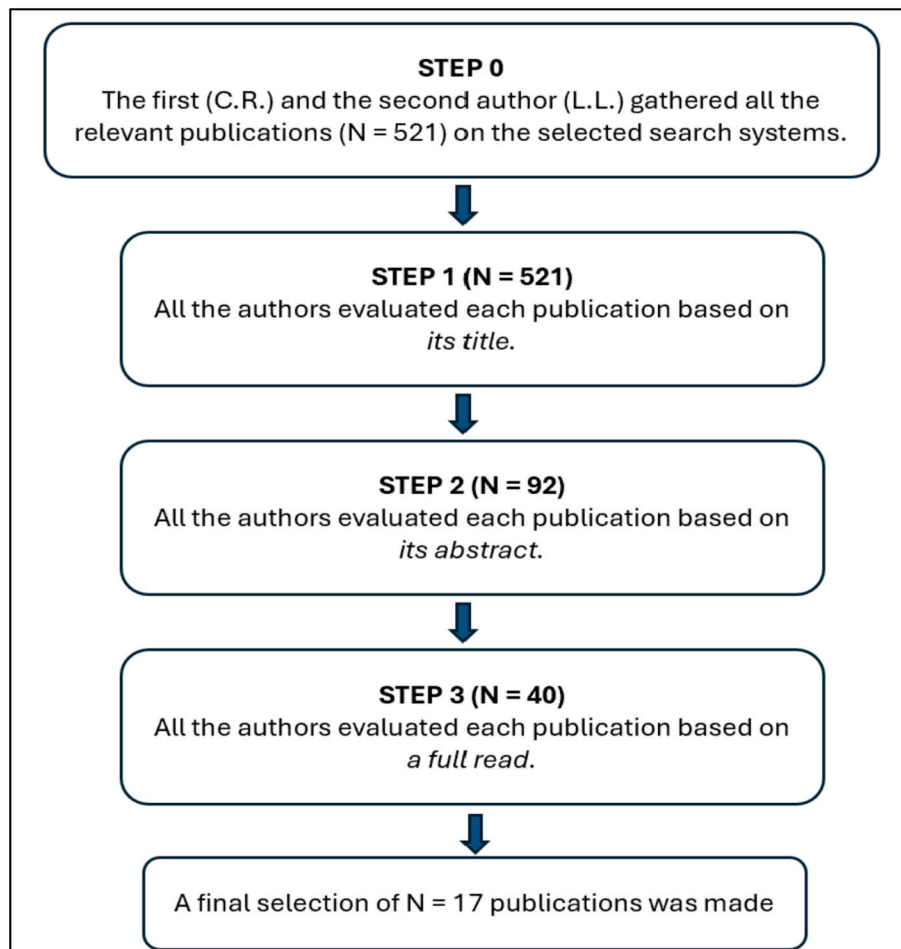 STEP 0
The first (C.R.) and the second author (L.L.) gathered all the
relevant publications (N = 521) on the selected search systems.
STEP 1 (N = 521)
All the authors evaluated each publication based on
its title.
STEP 2 (N = 92)
All the authors evaluated each publication based on
its abstract.
STEP 3 (N = 40)
All the authors evaluated each publication based on
a full read.
A final selection of N = 17 publications was made